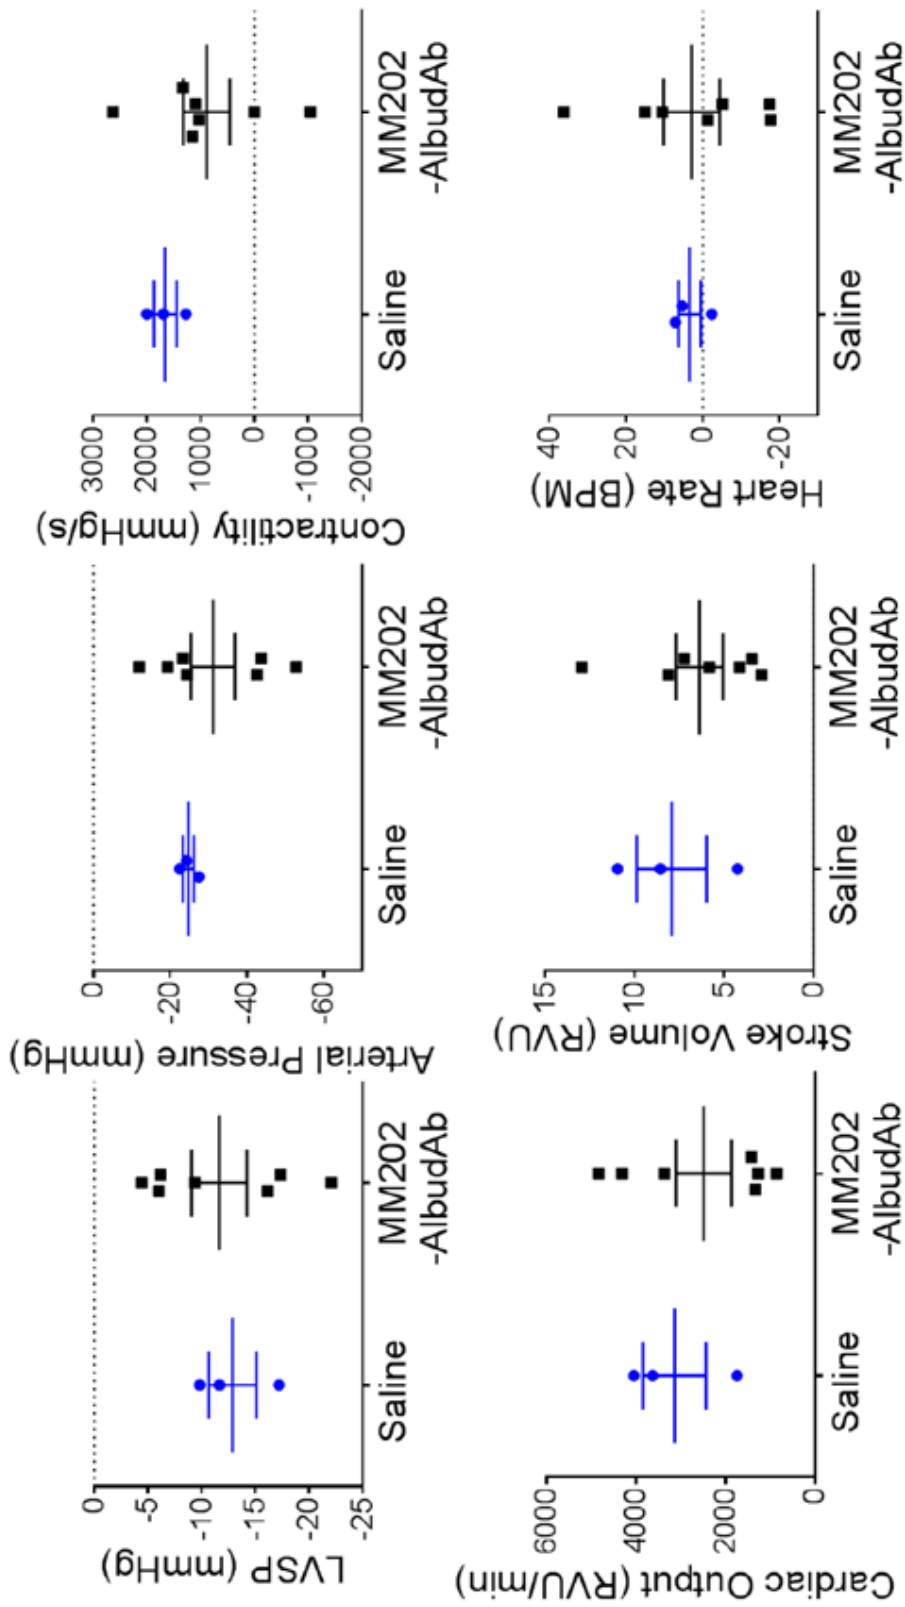 LVSP (mmHg)
0
-5
-10
-15
-20
-25
Saline
MM202
-AlbudAb
Arterial Pressure (mmHg)
0
-20
-40
-60
Saline
MM202
-AlbudAb
Contractility (mmHg/s)
3000
2000
1000
0
-1000
-2000
Saline
MM202
-AlbudAb
Cardiac Output (RVU/min)
6000
4000
2000
0
Saline
MM202
-AlbudAb
Stroke Volume (RVU)
15
10
5
0
Saline
MM202
-AlbudAb
Heart Rate (BPM)
40
20
0
-20
Saline
MM202
-AlbudAb